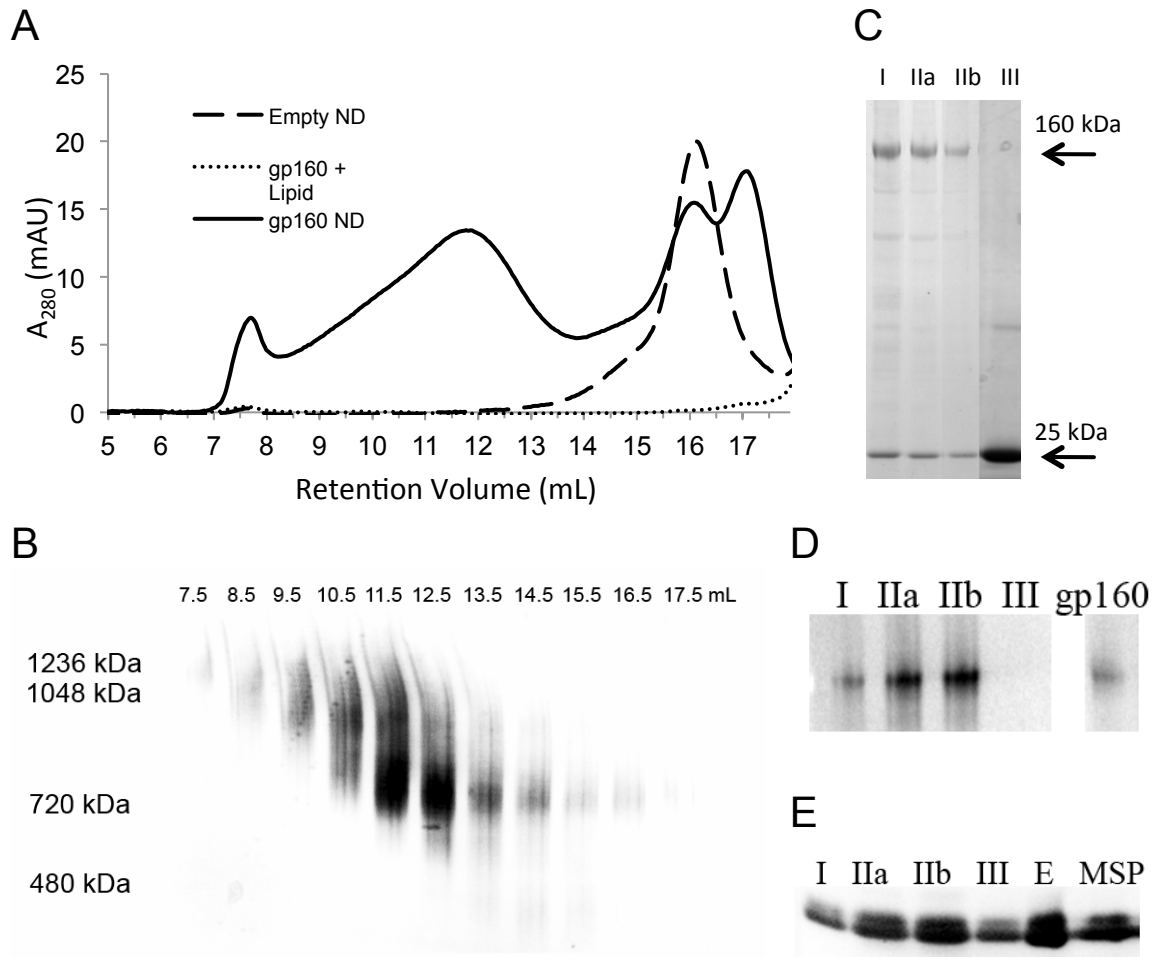 A
25
20
15
10
5
0
A280 (mAU)
Empty ND
gp160 +
Lipid
gp160 ND
5 6 7 8 9 10 11 12 13 14 15 16 17
Retention Volume (mL)
C
I IIa IIb III
160 kDa
25 kDa
B
7.5 8.5 9.5 10.5 11.5 12.5 13.5 14.5 15.5 16.5 17.5 mL
1236 kDa
1048 kDa
720 kDa
480 kDa
D
I IIa IIb III gp160
E
I IIa IIb III E MSP